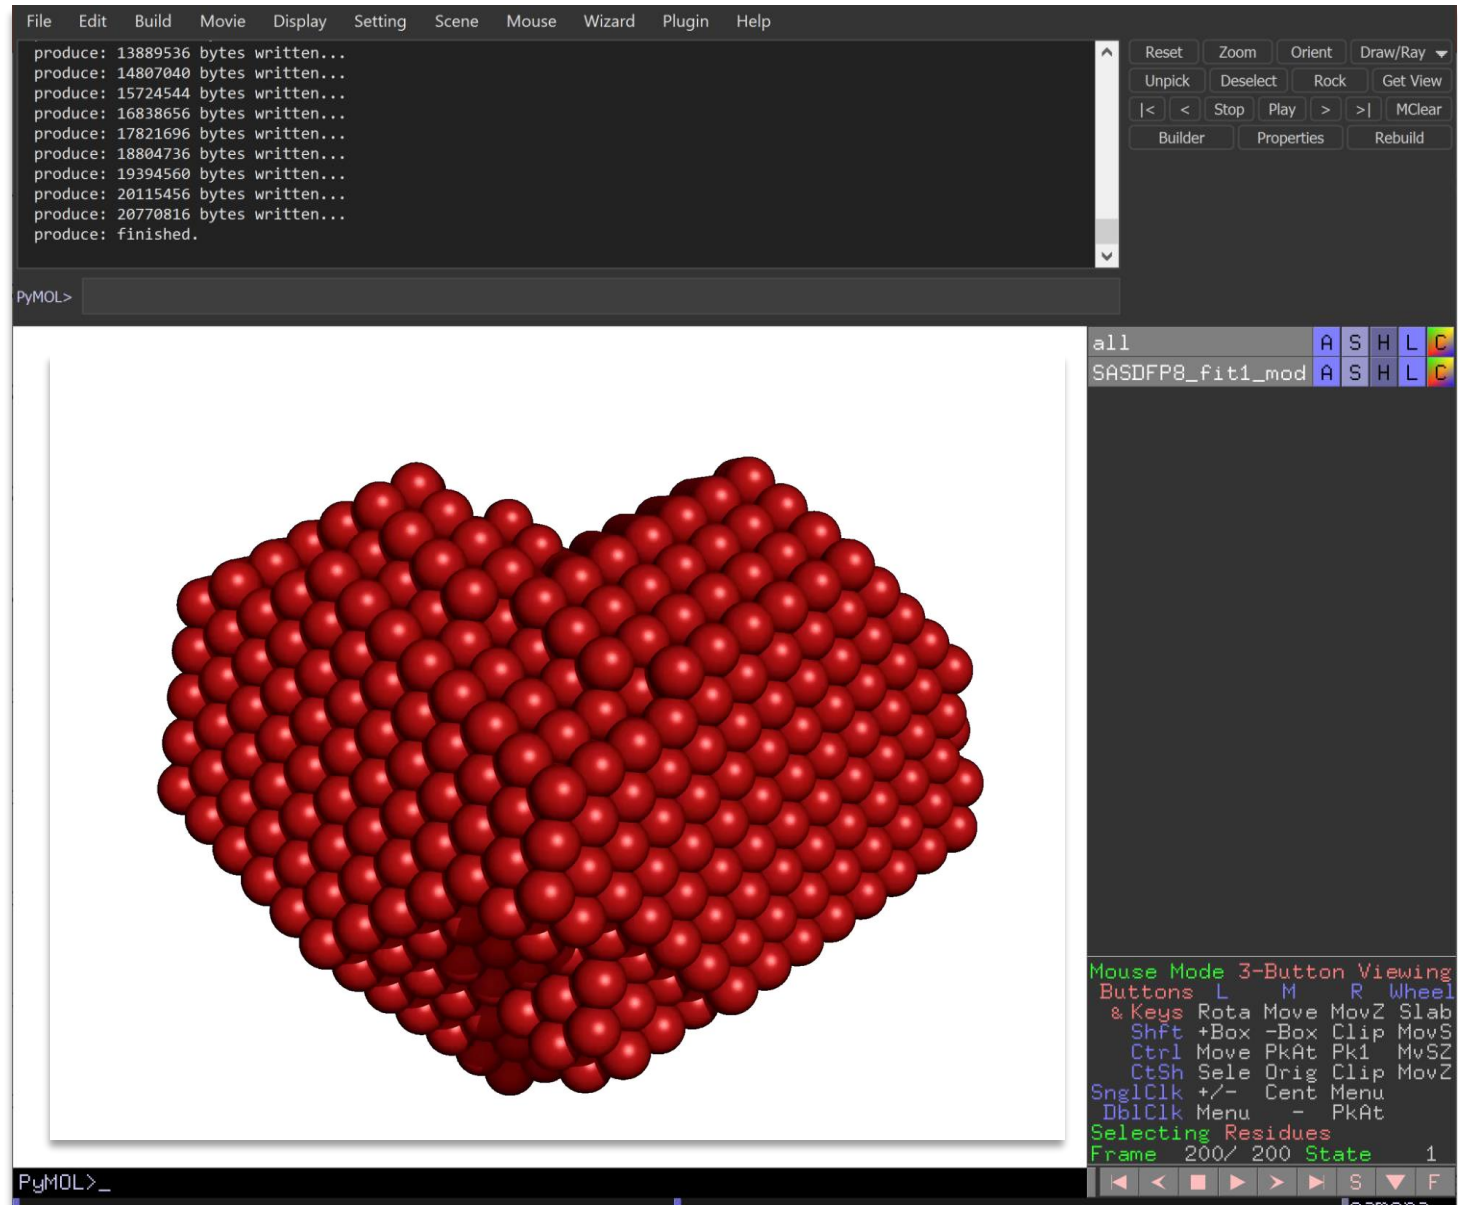 File Edit Build Movie Display Setting Scene Mouse Wizard Plugin Help
produce: 13889536 bytes written...
produce: 14807040 bytes written...
produce: 15724544 bytes written...
produce: 16838656 bytes written...
produce: 17821696 bytes written...
produce: 18804736 bytes written...
produce: 19394560 bytes written...
produce: 20115456 bytes written...
produce: 20770816 bytes written...
produce: finished.
Reset Zoom Orient Draw/Ray
Unpick Deselect Rock Get View
|< < Stop Play > >| MClear
Builder Properties Rebuild
PyMOL>
all A S H L C
SASDFP8_fit1_mod A S H L C
Mouse Mode 3-Button Viewing
Buttons L M R Wheel
& Keys Rota Move MovZ Slab
Shft +Box -Box Clip MovS
Ctrl Move PkAt Pk1 MvSZ
CtSh Sele Orig Clip MovZ
SnglClk +/- Cent Menu
DblClk Menu - PkAt
Selecting Residues
Frame 200/ 200 State 1
PyMOL>_
S F